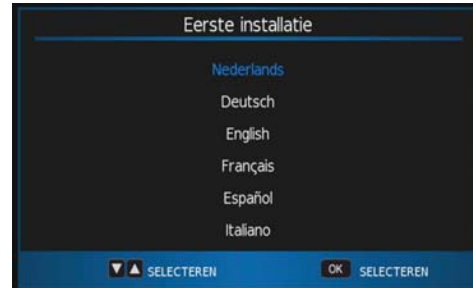 Eerste installatie
Nederlands
Deutsch
English
Français
Español
Italiano
▼ ▲ SELECTEREN OK SELECTEREN